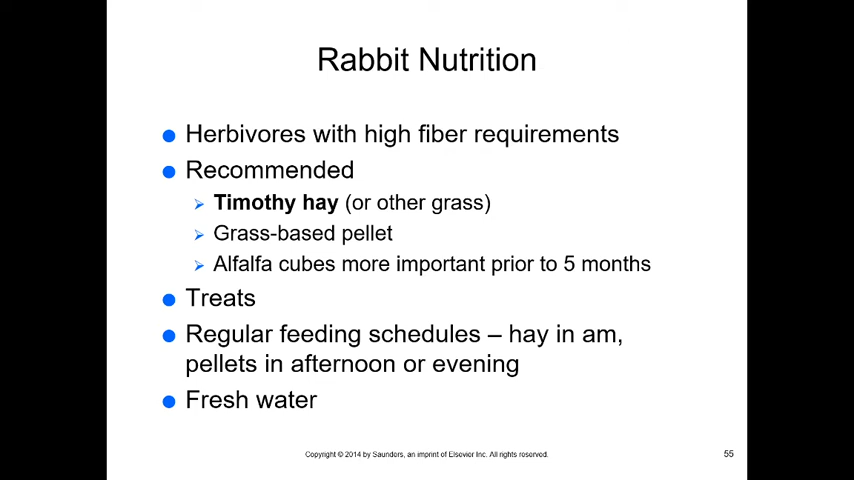 Rabbit Nutrition
Herbivores with high fiber requirements
Recommended
Timothy hay (or other grass)
Grass-based pellet
Alfalfa cubes more important prior to 5 months
Treats
Regular feeding schedules – hay in am,
pellets in afternoon or evening
Fresh water
Copyright © 2014 by Saunders, an imprint of Elsevier Inc. All rights reserved.
55